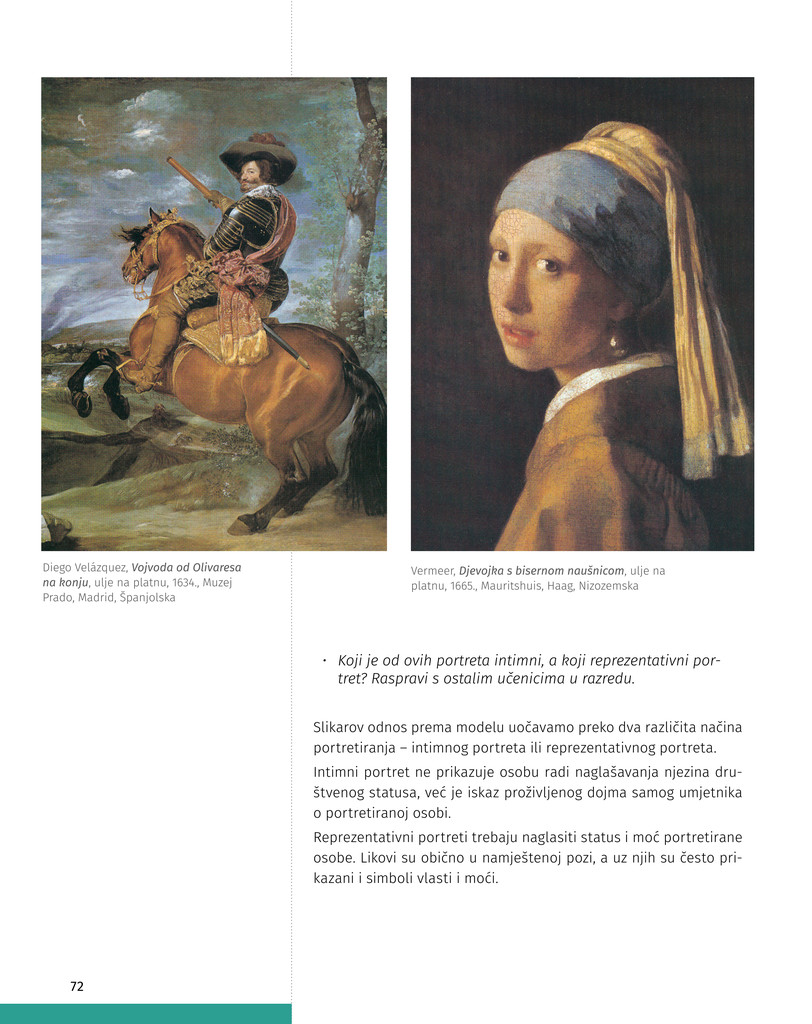 Diego Velázquez, Vojvoda od Olivaresa
na konju, ulje na platnu, 1634., Muzej
Prado, Madrid, Španjolska
Vermeer, Djevojka s bisernom naušnicom, ulje na
platnu, 1665., Mauritshuis, Haag, Nizozemska
• Koji je od ovih portreta intimni, a koji reprezentativni por-
tret? Raspravi s ostalim učenicima u razredu.
Slikarov odnos prema modelu uočavamo preko dva različita načina
portretiranja – intimnog portreta ili reprezentativnog portreta.
Intimni portret ne prikazuje osobu radi naglašavanja njezina dru-
štvenog statusa, već je iskaz proživljenog dojma samog umjetnika
o portretiranoj osobi.
Reprezentativni portreti trebaju naglasiti status i moć portretirane
osobe. Likovi su obično u namještenoj pozi, a uz njih su često pri-
kazani i simboli vlasti i moći.
72